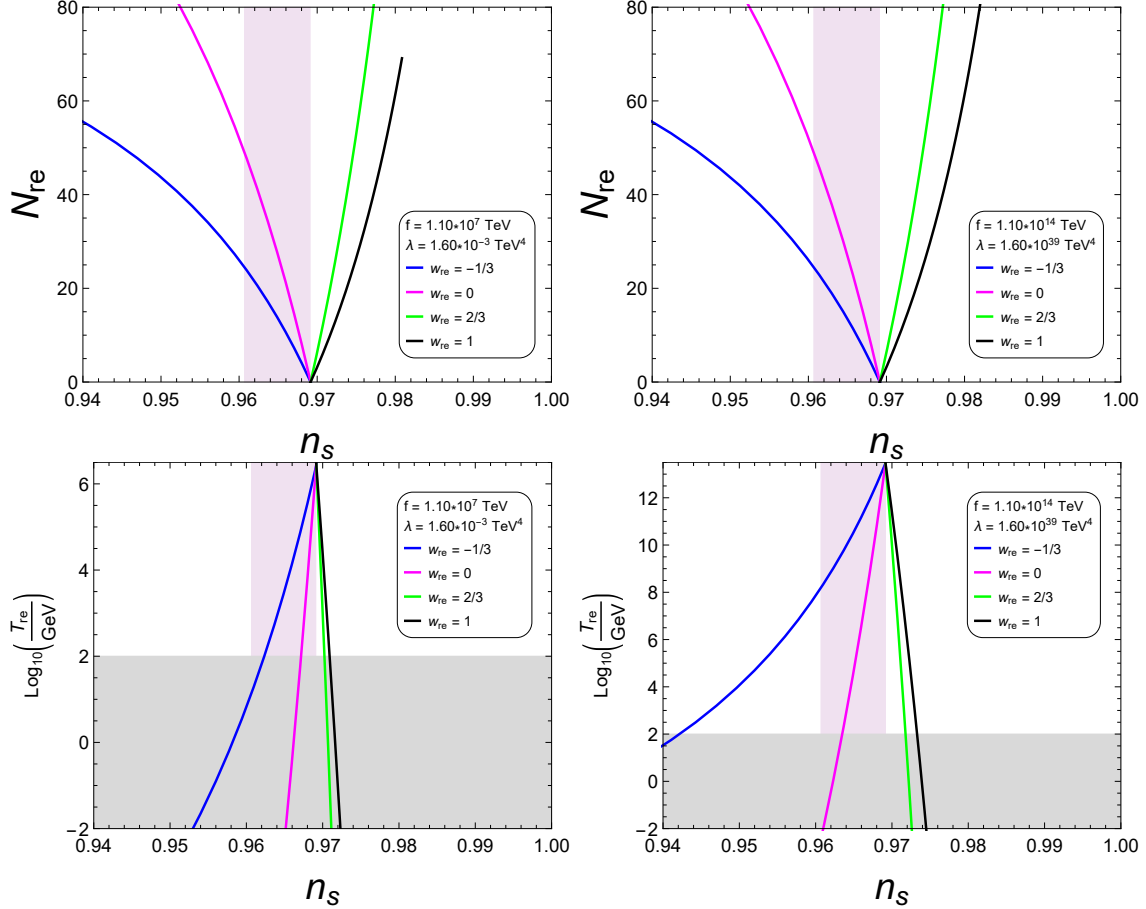 80
60
40
20
0
N_re
0.94 0.95 0.96 0.97 0.98 0.99 1.00
n_s
f = 1.10*10^7 TeV
λ = 1.60*10^-3 TeV^4
w_re = -1/3
w_re = 0
w_re = 2/3
w_re = 1
80
60
40
20
0
N_re
0.94 0.95 0.96 0.97 0.98 0.99 1.00
n_s
f = 1.10*10^14 TeV
λ = 1.60*10^39 TeV^4
w_re = -1/3
w_re = 0
w_re = 2/3
w_re = 1
6
4
2
0
-2
Log_10(T_re/GeV)
0.94 0.95 0.96 0.97 0.98 0.99 1.00
n_s
f = 1.10*10^7 TeV
λ = 1.60*10^-3 TeV^4
w_re = -1/3
w_re = 0
w_re = 2/3
w_re = 1
12
10
8
6
4
2
0
-2
Log_10(T_re/GeV)
0.94 0.95 0.96 0.97 0.98 0.99 1.00
n_s
f = 1.10*10^14 TeV
λ = 1.60*10^39 TeV^4
w_re = -1/3
w_re = 0
w_re = 2/3
w_re = 1